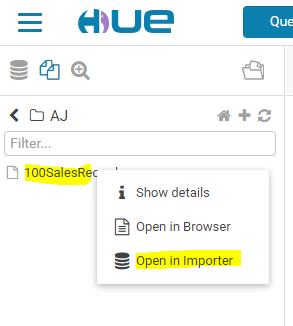 HUE
Que
AJ
Filter...
100SalesRec
Show details
Open in Browser
Open in Importer